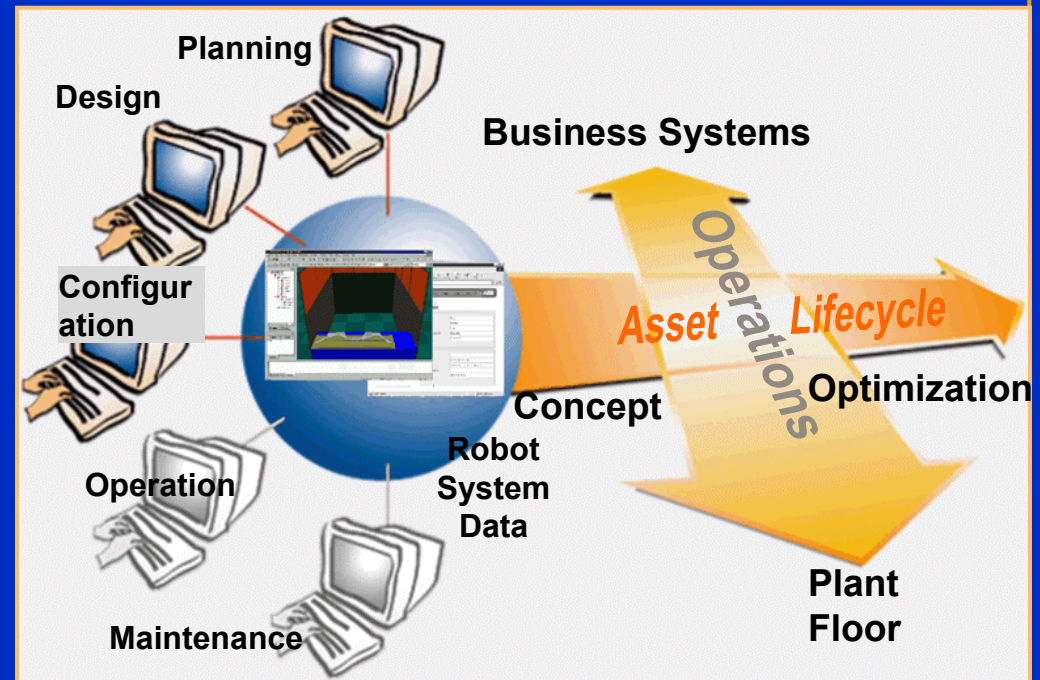 Planning
Design
Business Systems
Configur
ation
Operations
Asset Lifecycle
Optimization
Concept
Robot
System
Data
Operation
Plant
Floor
Maintenance